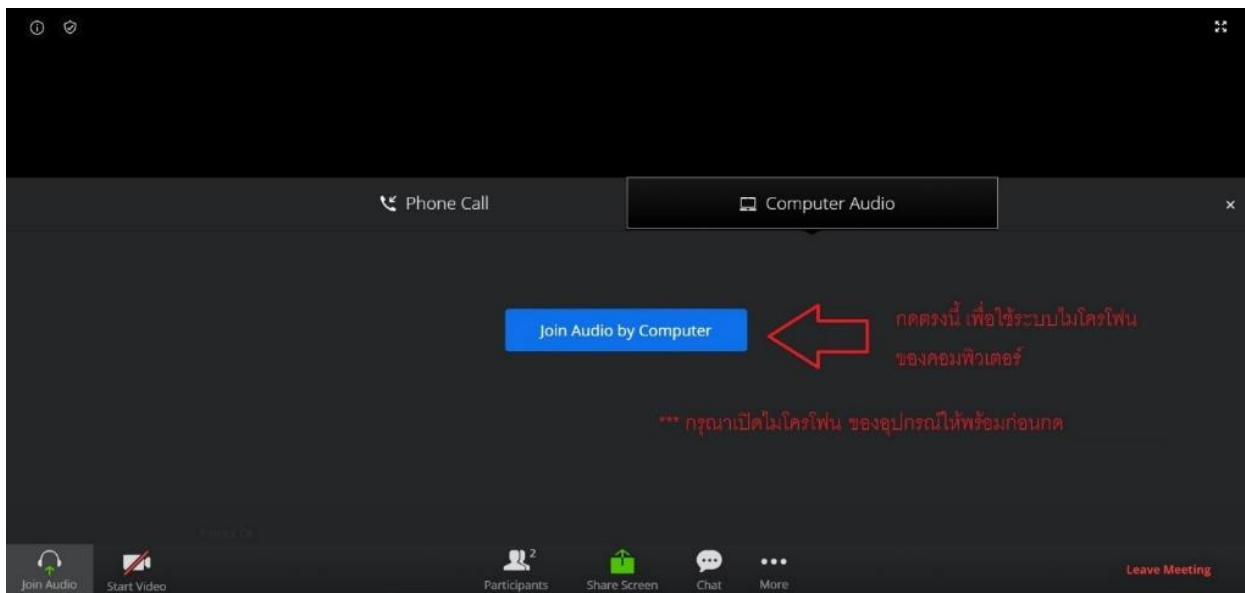 Phone Call
Computer Audio
Join Audio by Computer
กดตรงนี้ เพื่อใช้ระบบไมโครโฟน
ของคอมพิวเตอร์
*** กรุณาเปิดไมโครโฟน ของอุปกรณ์ให้พร้อมก่อนกด
Join Audio
Start Video
Participants
2
Share Screen
Chat
More
Leave Meeting